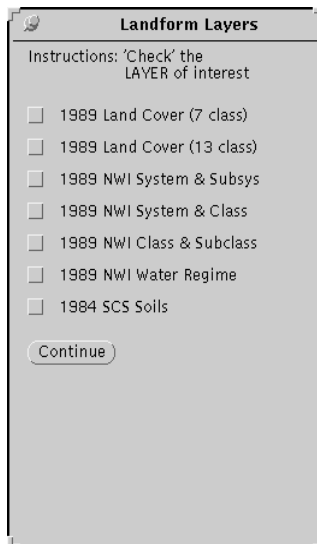 Landform Layers
Instructions: 'Check' the
LAYER of interest
1989 Land Cover (7 class)
1989 Land Cover (13 class)
1989 NWI System & Subsys
1989 NWI System & Class
1989 NWI Class & Subclass
1989 NWI Water Regime
1984 SCS Soils
Continue